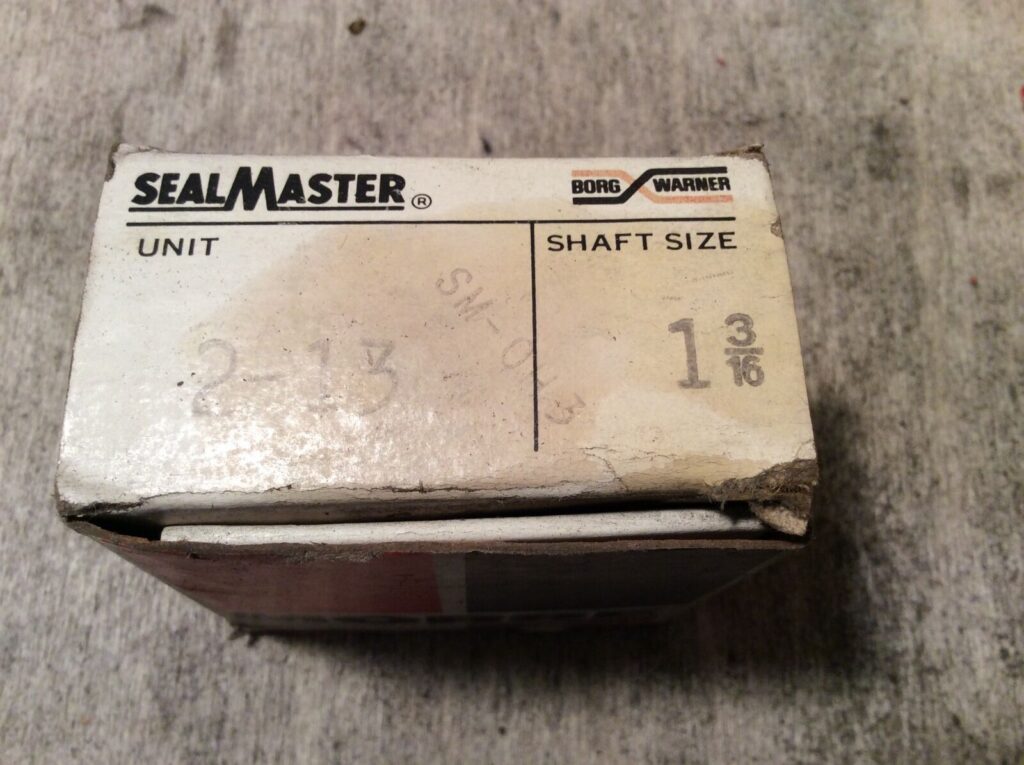 SEALMASTER®
BORG WARNER
UNIT
SHAFT SIZE
SM-013
2-13
1 3/16